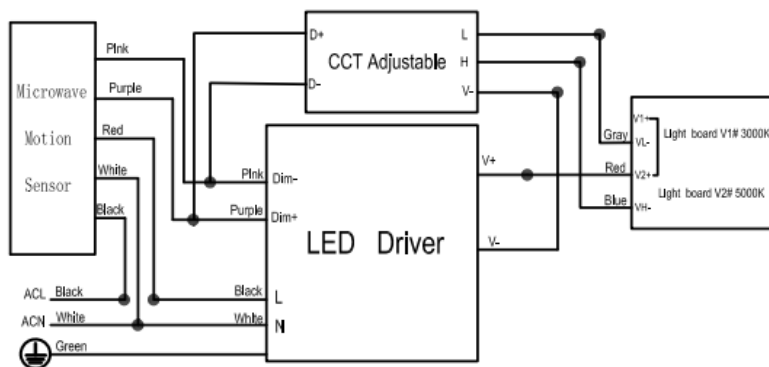 Pink
Purple
Microwave
Motion
Sensor
Red
White
Black
D+
D-
CCT Adjustable
L
H
V-
Pink
Purple
Dim-
Dim+
LED Driver
V+
V-
Gray
Red
Blue
V1+
VL-
V2+
VH-
Light board V1# 3000K
Light board V2# 5000K
ACL Black
Black L
ACN White
White N
Green